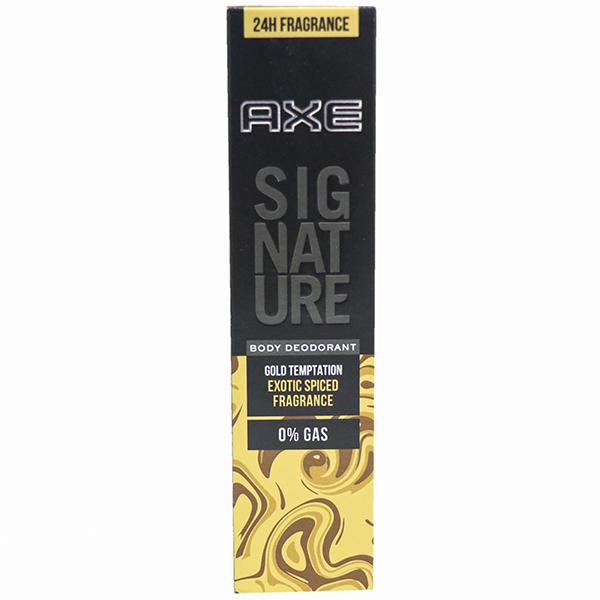 24H FRAGRANCE
AXE
SIG
NAT
URE
BODY DEODORANT
GOLD TEMPTATION
EXOTIC SPICED
FRAGRANCE
0% GAS